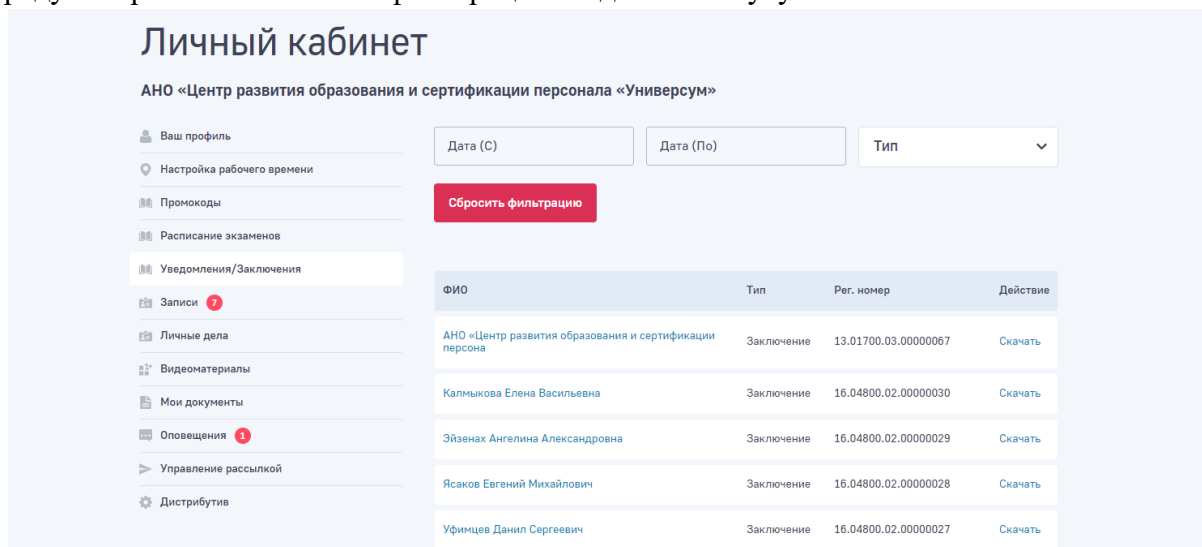 Личный кабинет
АНО «Центр развития образования и сертификации персонала «Универсум»
Ваш профиль
Настройка рабочего времени
Промокоды
Расписание экзаменов
Уведомления/Заключения
Записи 7
Личные дела
Видеоматериалы
Мои документы
Оповещения 1
Управление рассылкой
Дистрибутив
Дата (С) Дата (По) Тип
Сбросить фильтрацию
ФИО Тип Рег. номер Действие
АНО «Центр развития образования и сертификации
персона Заключение 13.01700.03.00000067 Скачать
Калмыкова Елена Васильевна Заключение 16.04800.02.00000030 Скачать
Эйзенах Ангелина Александровна Заключение 16.04800.02.00000029 Скачать
Ясаков Евгений Михайлович Заключение 16.04800.02.00000028 Скачать
Уфимцев Данил Сергеевич Заключение 16.04800.02.00000027 Скачать